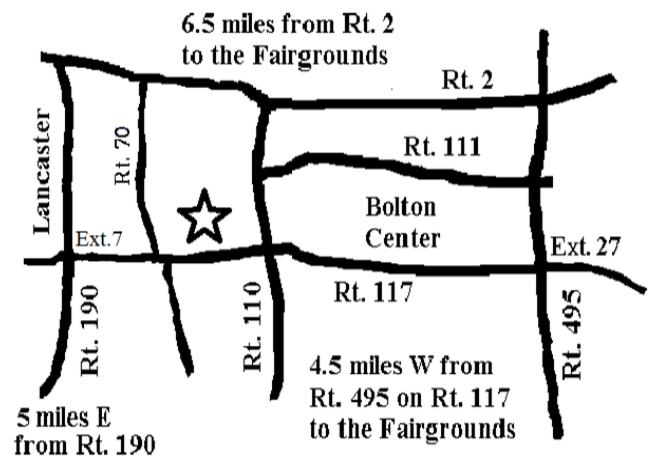 6.5 miles from Rt. 2
to the Fairgrounds
Rt. 2
Lancaster
Rt. 70
Rt. 111
Bolton
Center
Ext.7
Ext. 27
Rt. 117
Rt. 190
Rt. 110
Rt. 495
4.5 miles W from
Rt. 495 on Rt. 117
to the Fairgrounds
5 miles E
from Rt. 190